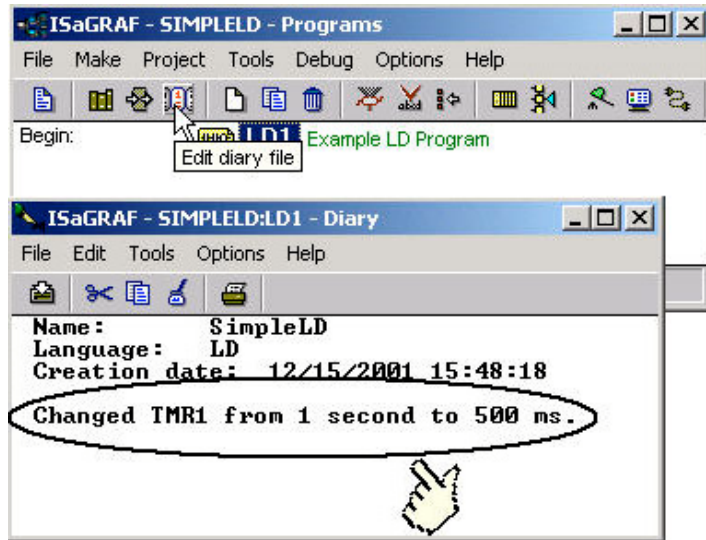 ISaGRAF - SIMPLELD - Programs
File Make Project Tools Debug Options Help
Begin: LD1 Example LD Program
Edit diary file
ISaGRAF - SIMPLELD:LD1 - Diary
File Edit Tools Options Help
Name: SimpleLD
Language: LD
Creation date: 12/15/2001 15:48:18
Changed TMR1 from 1 second to 500 ms.